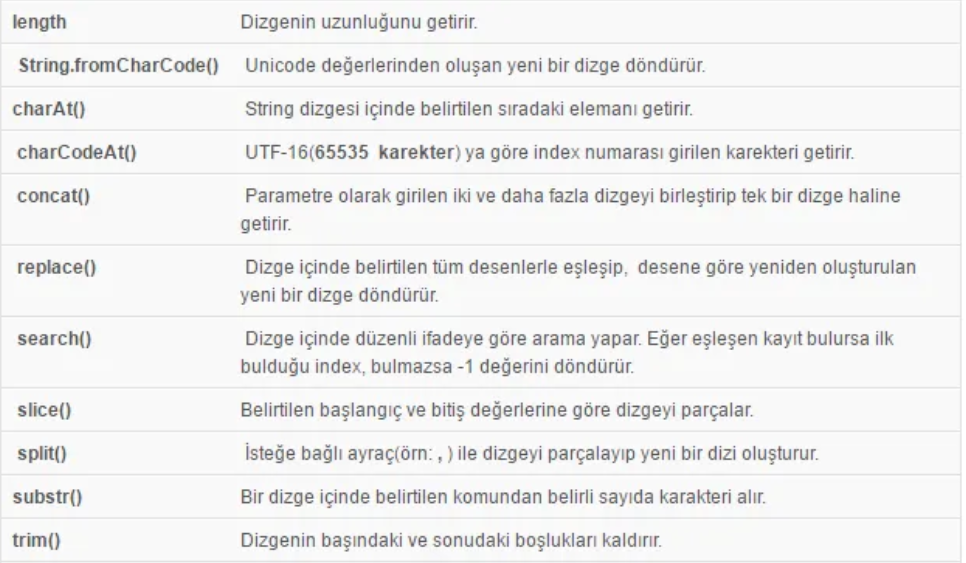 length Dizgenin uzunluğunu getirir.
String.fromCharCode() Unicode değerlerinden oluşan yeni bir dizge döndürür.
charAt() String dizgesi içinde belirtilen sıradaki elemanı getirir.
charCodeAt() UTF-16(65535 karekter) ya göre index numarası girilen karekteri getirir.
concat() Parametre olarak girilen iki ve daha fazla dizgeyi birleştirip tek bir dizge haline
getirir.
replace() Dizge içinde belirtilen tüm desenlerle eşleşip, desene göre yeniden oluşturulan
yeni bir dizge döndürür.
search() Dizge içinde düzenli ifadeye göre arama yapar. Eğer eşleşen kayıt bulursa ilk
bulduğu index, bulmazsa -1 değerini döndürür.
slice() Belirtilen başlangıç ve bitiş değerlerine göre dizgeyi parçalar.
split() İsteğe bağlı ayraç(örn: , ) ile dizgeyi parçalayıp yeni bir dizi oluşturur.
substr() Bir dizge içinde belirtilen komundan belirli sayıda karakteri alır.
trim() Dizgenin başındaki ve sonudaki boşlukları kaldırır.